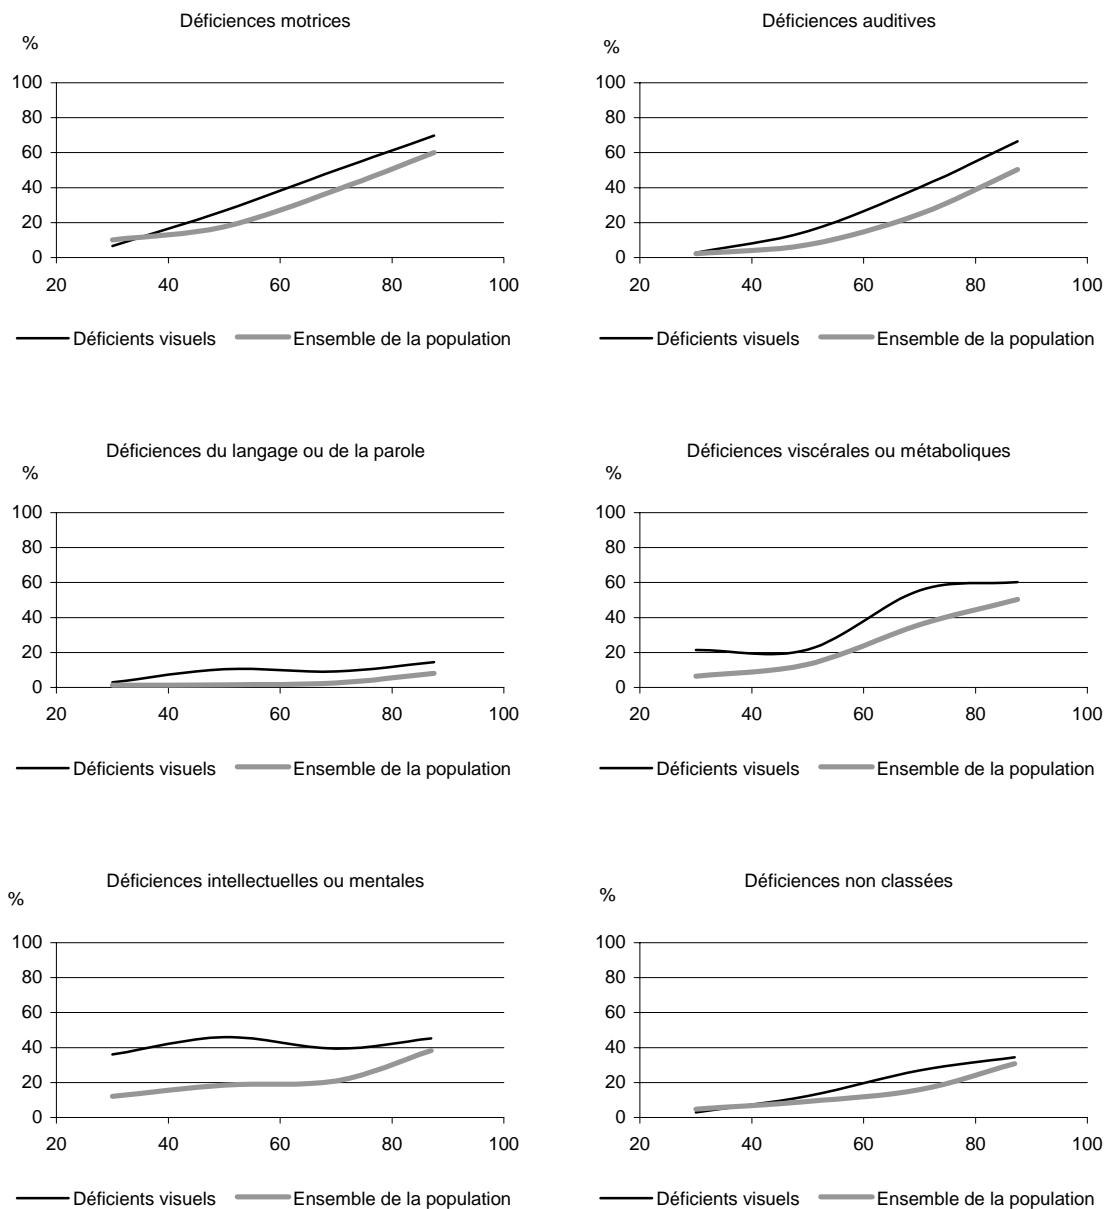 Déficiences motrices
%
100
80
60
40
20
0
20 40 60 80 100
Déficients visuels Ensemble de la population
Déficiences auditives
%
100
80
60
40
20
0
20 40 60 80 100
Déficients visuels Ensemble de la population
Déficiences du langage ou de la parole
%
100
80
60
40
20
0
20 40 60 80 100
Déficients visuels Ensemble de la population
Déficiences viscérales ou métaboliques
%
100
80
60
40
20
0
20 40 60 80 100
Déficients visuels Ensemble de la population
Déficiences intellectuelles ou mentales
%
100
80
60
40
20
0
20 40 60 80 100
Déficients visuels Ensemble de la population
Déficiences non classées
%
100
80
60
40
20
0
20 40 60 80 100
Déficients visuels Ensemble de la population